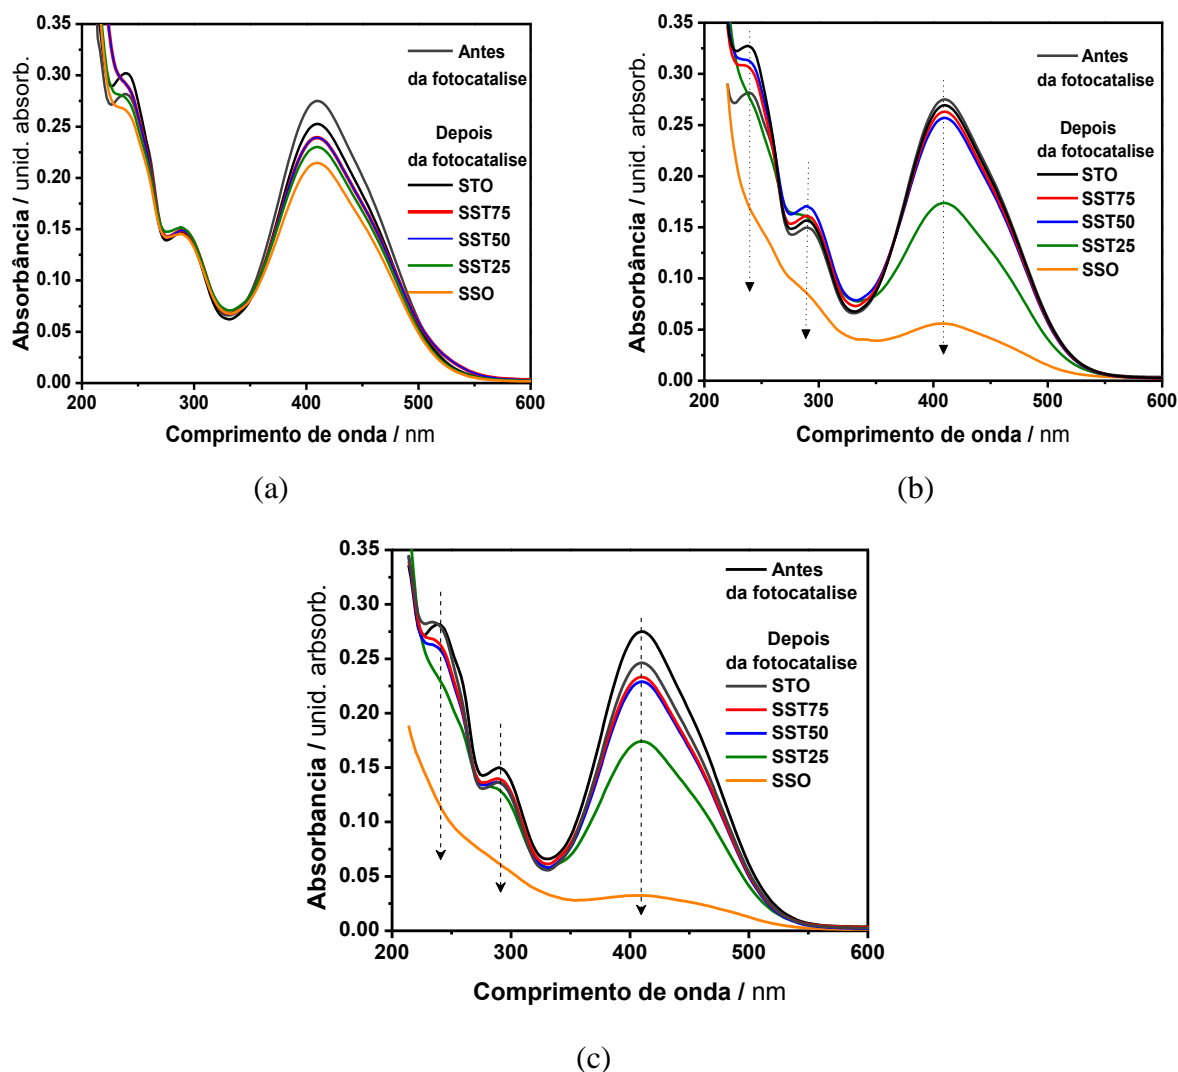 0.35
0.30
0.25
0.20
0.15
0.10
0.05
0.00
200
300
400
500
600
Absorbância / unid. absorb.
Comprimento de onda / nm
Antes
da fotocatalise
Depois
da fotocatalise
STO
SST75
SST50
SST25
SSO
(a)
0.35
0.30
0.25
0.20
0.15
0.10
0.05
0.00
200
300
400
500
600
Absorbância / unid. arbsorb.
Comprimento de onda / nm
Antes
da fotocatalise
Depois
da fotocatalise
STO
SST75
SST50
SST25
SSO
(b)
0.35
0.30
0.25
0.20
0.15
0.10
0.05
0.00
200
300
400
500
600
Absorbancia / unid. arbsorb.
Comprimento de onda / nm
Antes
da fotocatalise
Depois
da fotocatalise
STO
SST75
SST50
SST25
SSO
(c)